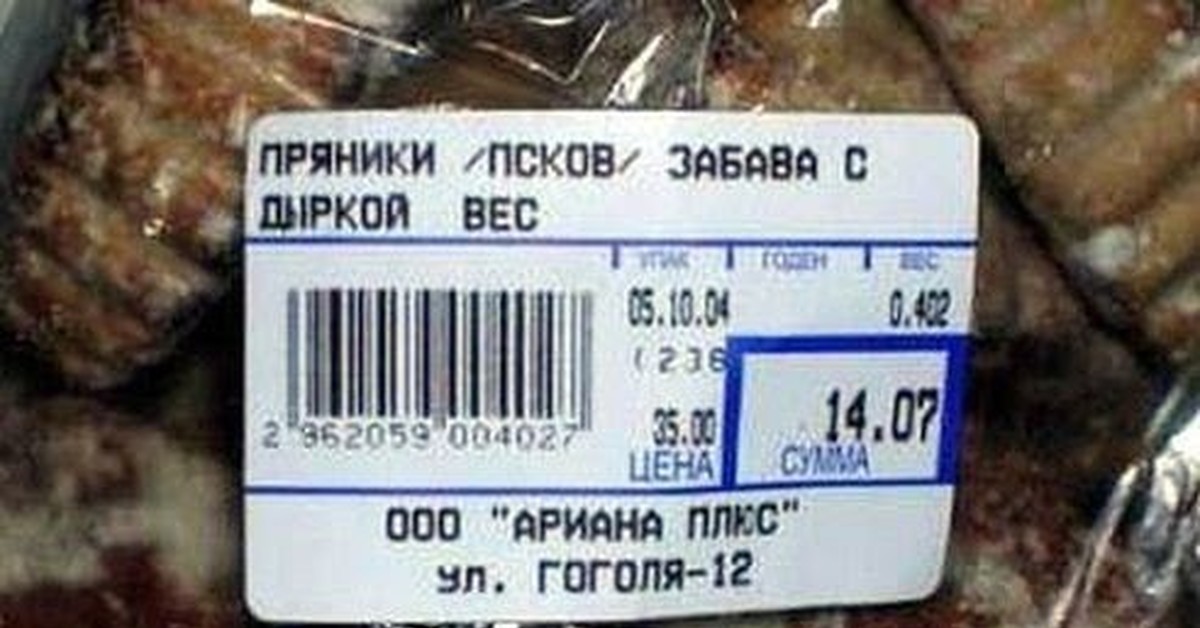 ПРЯНИКИ /ПСКОВ/ ЗАБАВА С
ДЫРКОЙ ВЕС
УПАК ГОДЕН ВЕС
05.10.04 0.402
(238
35.00 14.07
ЦЕНА СУММА
2 962059 004027
ООО "АРИАНА ПЛЮС"
ул. ГОГОЛЯ-12